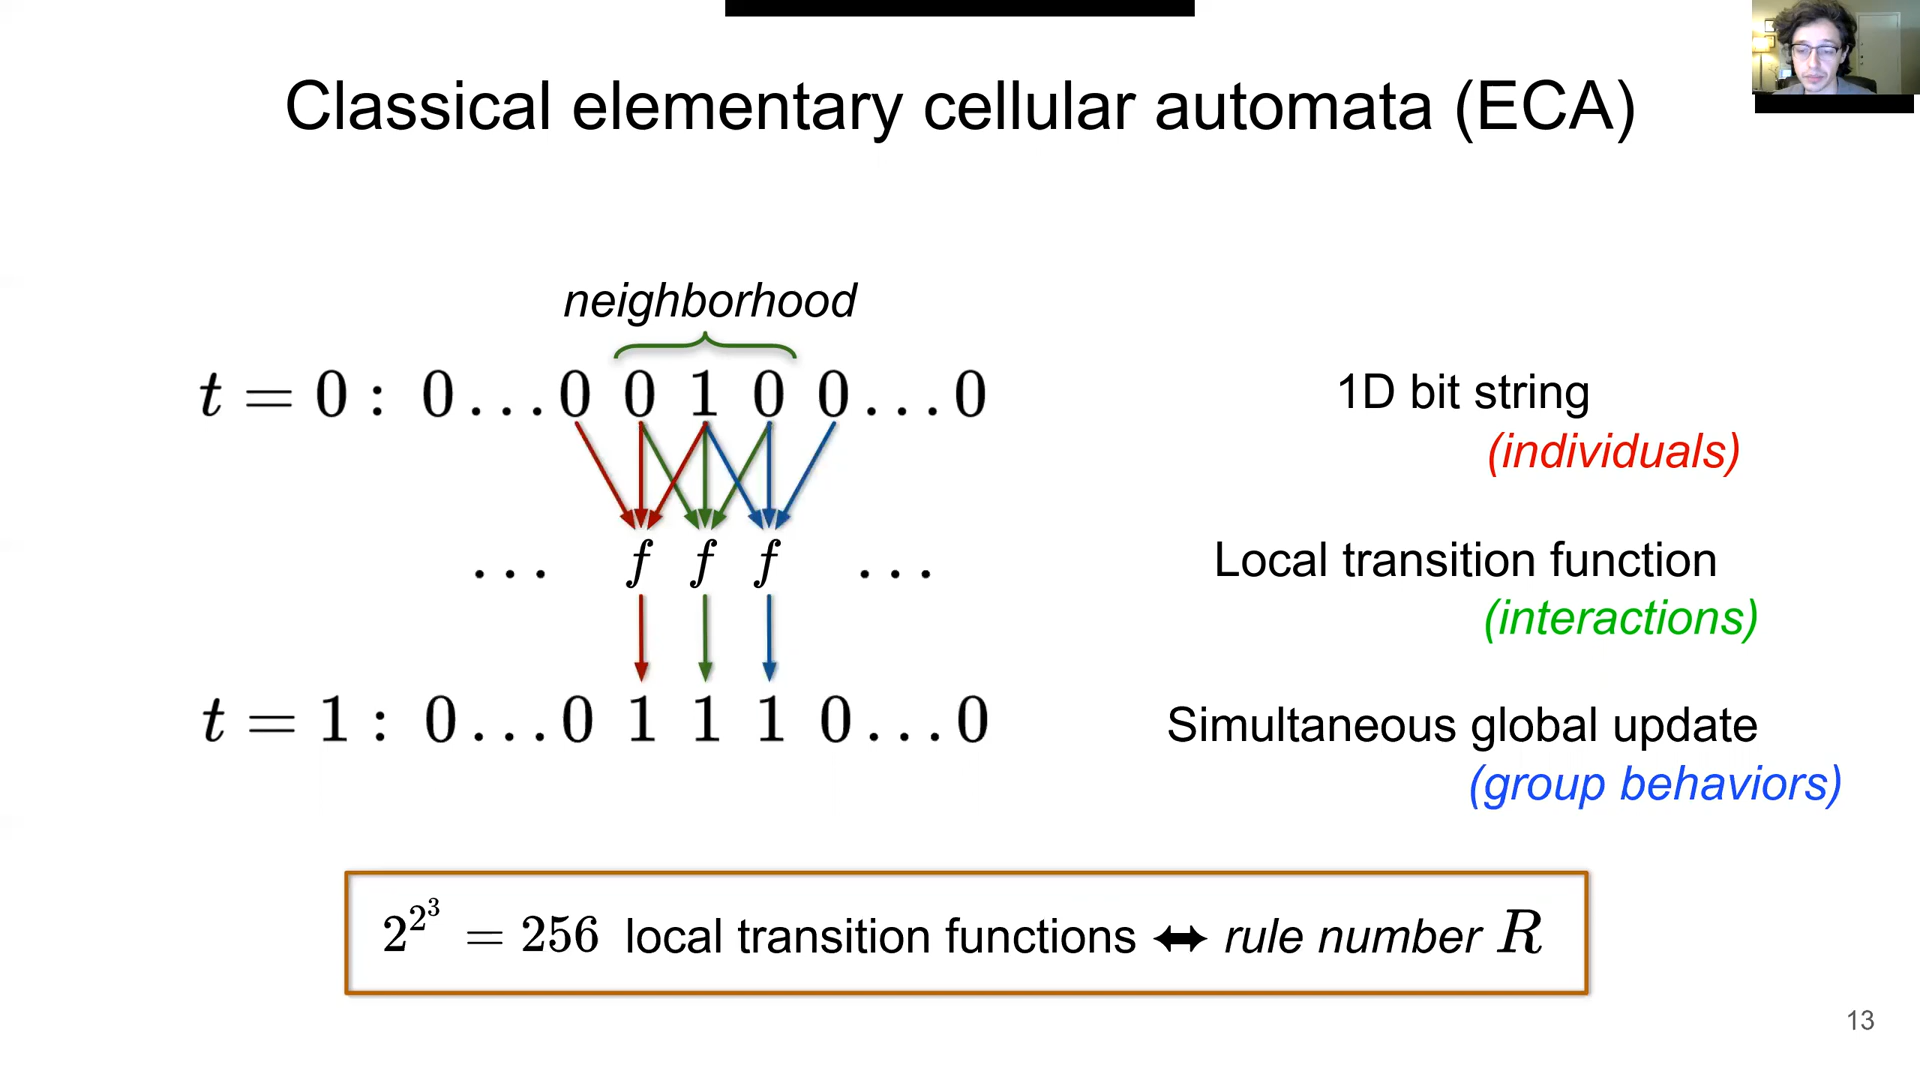 Classical elementary cellular automata (ECA)
neighborhood
t = 0 : 0 . . . 0 0 1 0 0 . . . 0
1D bit string
(individuals)
. . . f f f . . .
Local transition function
(interactions)
t = 1 : 0 . . . 0 1 1 1 0 . . . 0
Simultaneous global update
(group behaviors)
2^{2^3} = 256 local transition functions ⬌ rule number R
13